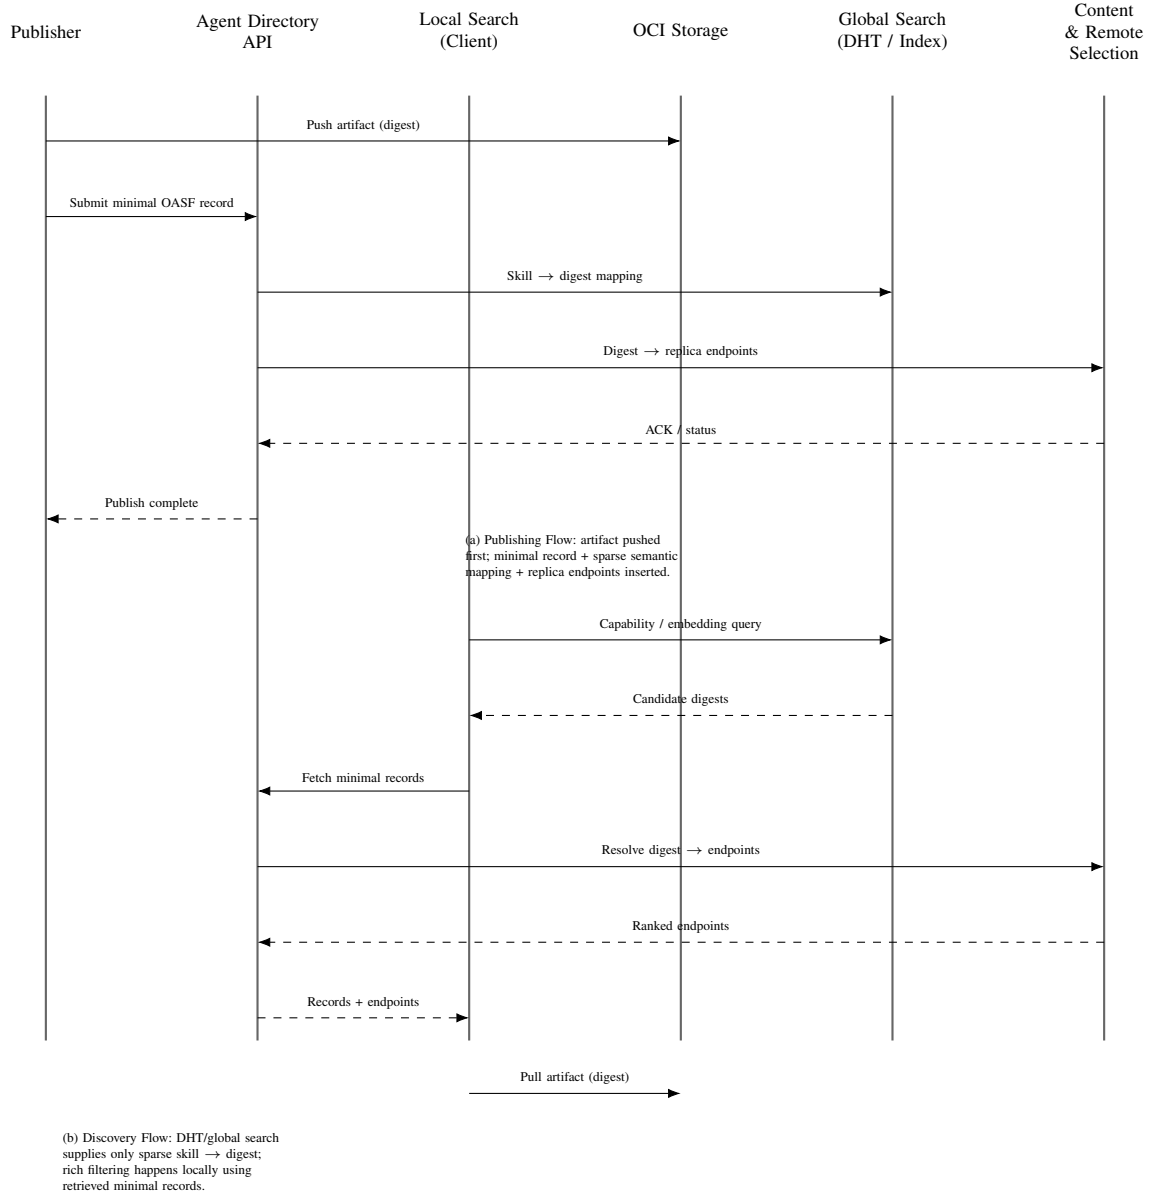 Publisher
Agent Directory
API
Local Search
(Client)
OCI Storage
Global Search
(DHT / Index)
Content
& Remote
Selection
Push artifact (digest)
Submit minimal OASF record
Skill → digest mapping
Digest → replica endpoints
ACK / status
Publish complete
(a) Publishing Flow: artifact pushed
first; minimal record + sparse semantic
mapping + replica endpoints inserted.
Capability / embedding query
Candidate digests
Fetch minimal records
Resolve digest → endpoints
Ranked endpoints
Records + endpoints
Pull artifact (digest)
(b) Discovery Flow: DHT/global search
supplies only sparse skill → digest;
rich filtering happens locally using
retrieved minimal records.